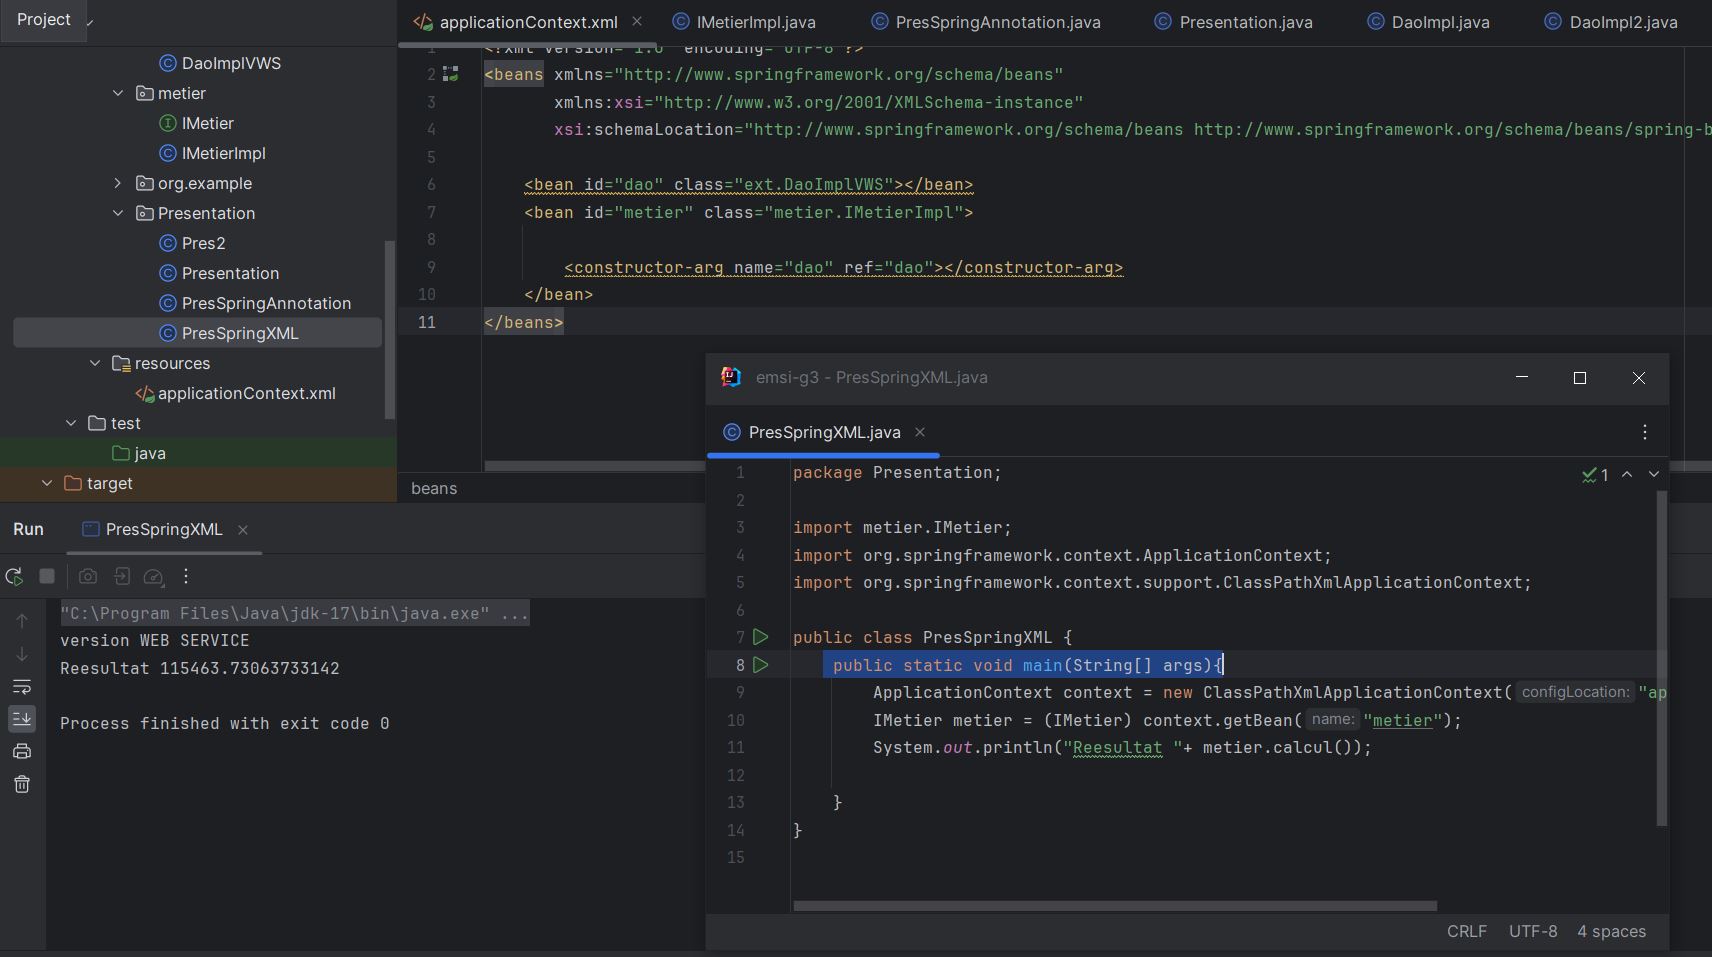 Project
applicationContext.xml
IMetierImpl.java
PresSpringAnnotation.java
Presentation.java
DaoImpl.java
DaoImpl2.java
DaoImplVWS
metier
IMetier
IMetierImpl
org.example
Presentation
Pres2
Presentation
PresSpringAnnotation
PresSpringXML
resources
applicationContext.xml
test
java
target
1 <?xml version="1.0" encoding="UTF-8"?>
2 <beans xmlns="http://www.springframework.org/schema/beans"
3 xmlns:xsi="http://www.w3.org/2001/XMLSchema-instance"
4 xsi:schemaLocation="http://www.springframework.org/schema/beans http://www.springframework.org/schema/beans/spring-b
5
6 <bean id="dao" class="ext.DaoImplVWS"></bean>
7 <bean id="metier" class="metier.IMetierImpl">
8
9 <constructor-arg name="dao" ref="dao"></constructor-arg>
10 </bean>
11 </beans>
beans
Run
PresSpringXML
"C:\Program Files\Java\jdk-17\bin\java.exe" ...
version WEB SERVICE
Reesultat 115463.73063733142
Process finished with exit code 0
emsi-g3 - PresSpringXML.java
PresSpringXML.java
1 package Presentation;
1
2
3 import metier.IMetier;
4 import org.springframework.context.ApplicationContext;
5 import org.springframework.context.support.ClassPathXmlApplicationContext;
6
7 public class PresSpringXML {
8 public static void main(String[] args){
9 ApplicationContext context = new ClassPathXmlApplicationContext( configLocation: "ap
10 IMetier metier = (IMetier) context.getBean( name: "metier");
11 System.out.println("Reesultat "+ metier.calcul());
12
13 }
14 }
15
CRLF UTF-8 4 spaces